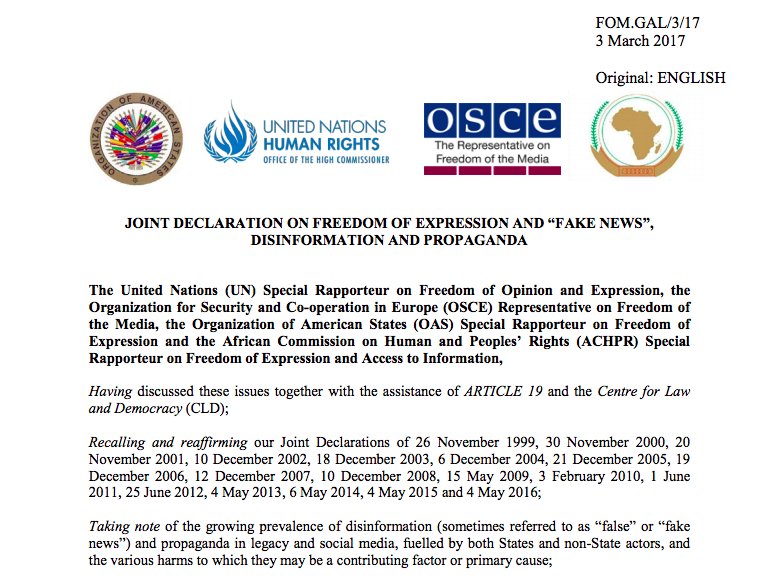 FOM.GAL/3/17
3 March 2017
Original: ENGLISH
ORGANIZATION OF AMERICAN STATES
UNITED NATIONS
HUMAN RIGHTS
OFFICE OF THE HIGH COMMISSIONER
osce
The Representative on
Freedom of the Media
JOINT DECLARATION ON FREEDOM OF EXPRESSION AND “FAKE NEWS”,
DISINFORMATION AND PROPAGANDA
The United Nations (UN) Special Rapporteur on Freedom of Opinion and Expression, the
Organization for Security and Co-operation in Europe (OSCE) Representative on Freedom of
the Media, the Organization of American States (OAS) Special Rapporteur on Freedom of
Expression and the African Commission on Human and Peoples’ Rights (ACHPR) Special
Rapporteur on Freedom of Expression and Access to Information,
Having discussed these issues together with the assistance of ARTICLE 19 and the Centre for Law
and Democracy (CLD);
Recalling and reaffirming our Joint Declarations of 26 November 1999, 30 November 2000, 20
November 2001, 10 December 2002, 18 December 2003, 6 December 2004, 21 December 2005, 19
December 2006, 12 December 2007, 10 December 2008, 15 May 2009, 3 February 2010, 1 June
2011, 25 June 2012, 4 May 2013, 6 May 2014, 4 May 2015 and 4 May 2016;
Taking note of the growing prevalence of disinformation (sometimes referred to as “false” or “fake
news”) and propaganda in legacy and social media, fuelled by both States and non-State actors, and
the various harms to which they may be a contributing factor or primary cause;